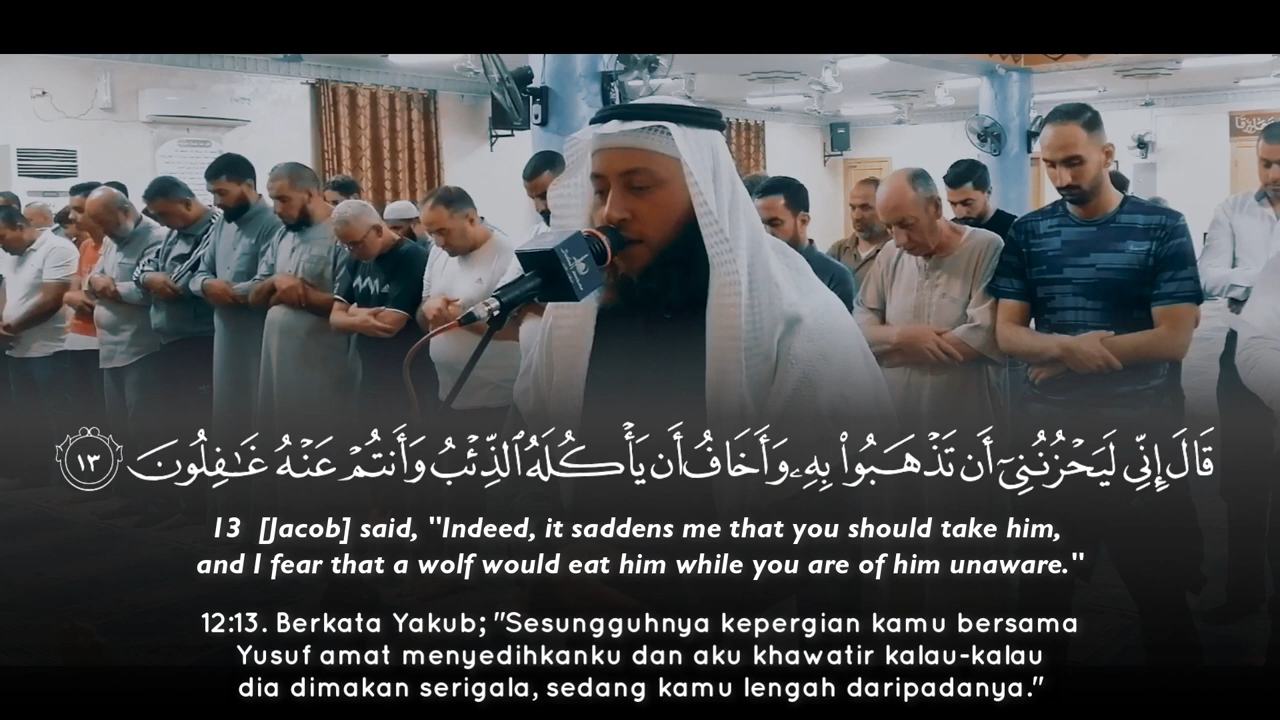 قَالَ إِنِّي لَيَحْزُنُنِيٓ أَن تَذْهَبُوا۟ بِهِۦ وَأَخَافُ أَن يَأْكُلَهُ ٱلذِّئْبُ وَأَنتُمْ عَنْهُ غَٰفِلُونَ ١٣
13 [Jacob] said, "Indeed, it saddens me that you should take him,
and I fear that a wolf would eat him while you are of him unaware."
12:13. Berkata Yakub; "Sesungguhnya kepergian kamu bersama
Yusuf amat menyedihkanku dan aku khawatir kalau-kalau
dia dimakan serigala, sedang kamu lengah daripadanya."